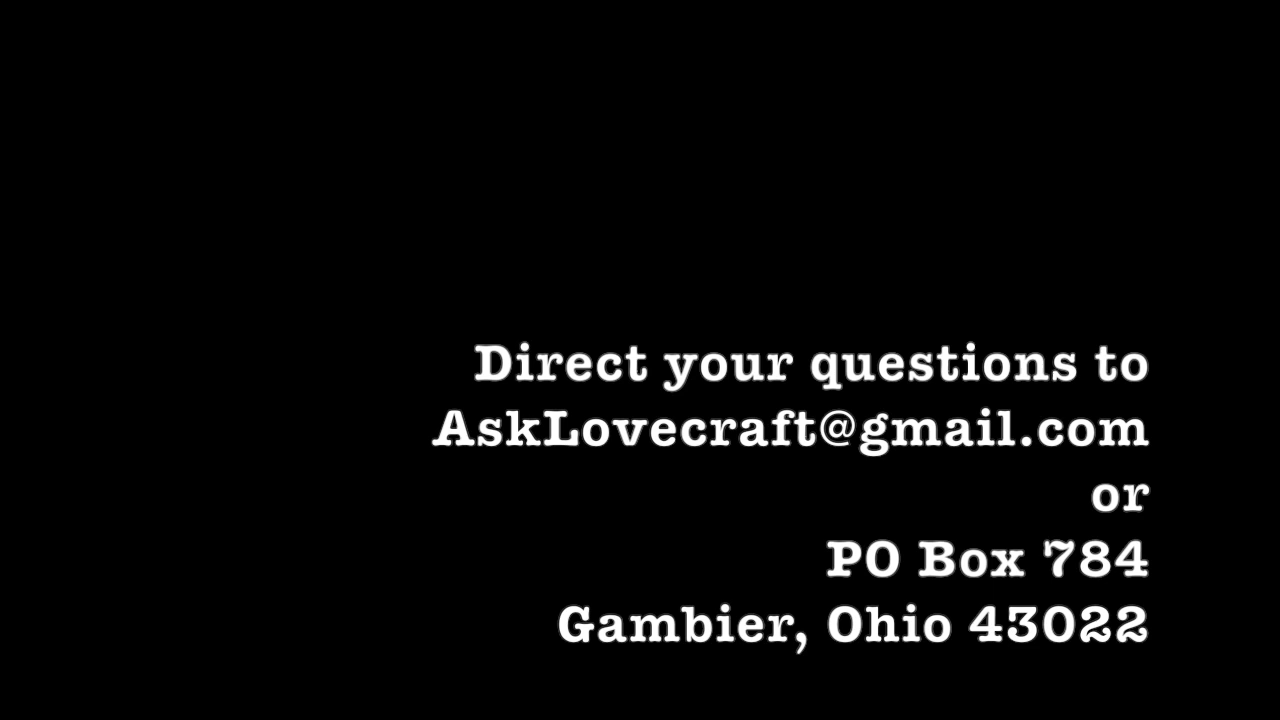 Direct your questions to
AskLovecraft@gmail.com
or
PO Box 784
Gambier, Ohio 43022